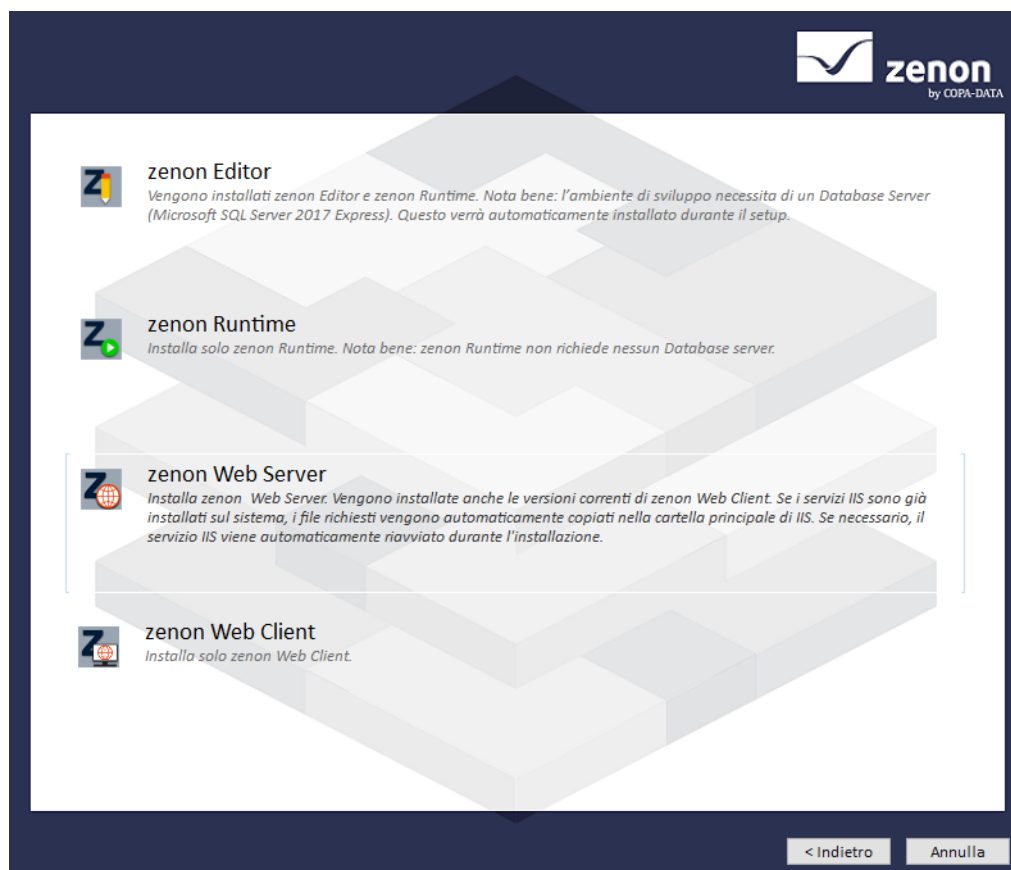 zenon
by COPA-DATA
zenon Editor
Vengono installati zenon Editor e zenon Runtime. Nota bene: l'ambiente di sviluppo necessita di un Database Server
(Microsoft SQL Server 2017 Express). Questo verrà automaticamente installato durante il setup.
zenon Runtime
Installa solo zenon Runtime. Nota bene: zenon Runtime non richiede nessun Database server.
zenon Web Server
Installa zenon  Web Server. Vengono installate anche le versioni correnti di zenon Web Client. Se i servizi IIS sono già
installati sul sistema, i file richiesti vengono automaticamente copiati nella cartella principale di IIS. Se necessario, il
servizio IIS viene automaticamente riavviato durante l'installazione.
zenon Web Client
Installa solo zenon Web Client.
< Indietro Annulla